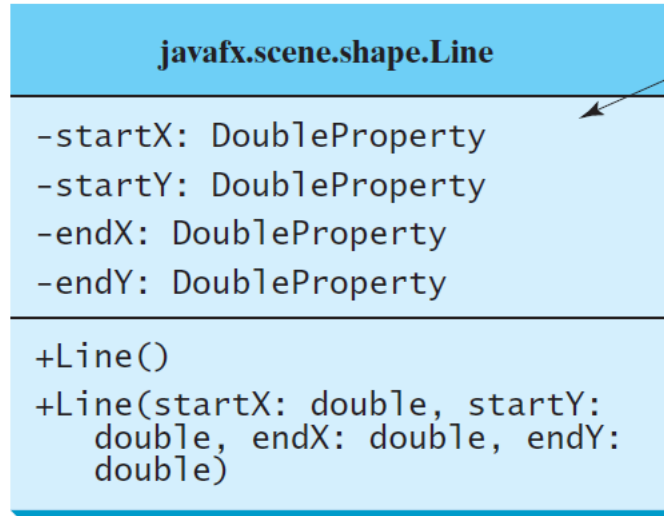 javafx.scene.shape.Line
-startX: DoubleProperty
-startY: DoubleProperty
-endX: DoubleProperty
-endY: DoubleProperty
+Line()
+Line(startX: double, startY:
double, endX: double, endY:
double)